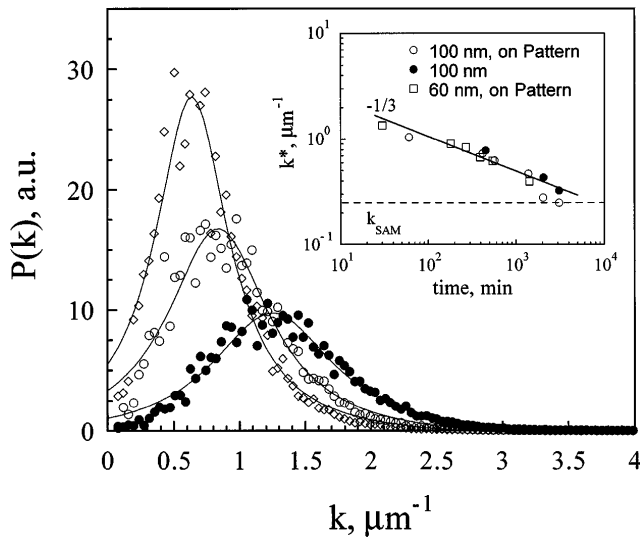 P(k), a.u.
30
20
10
0
0 0.5 1 1.5 2 2.5 3 3.5 4
k, μm⁻¹
○ 100 nm, on Pattern
● 100 nm
□ 60 nm, on Pattern
k*, μm⁻¹
10¹
10⁰
10⁻¹
-1/3
k_SAM
10¹ 10² 10³ 10⁴
time, min